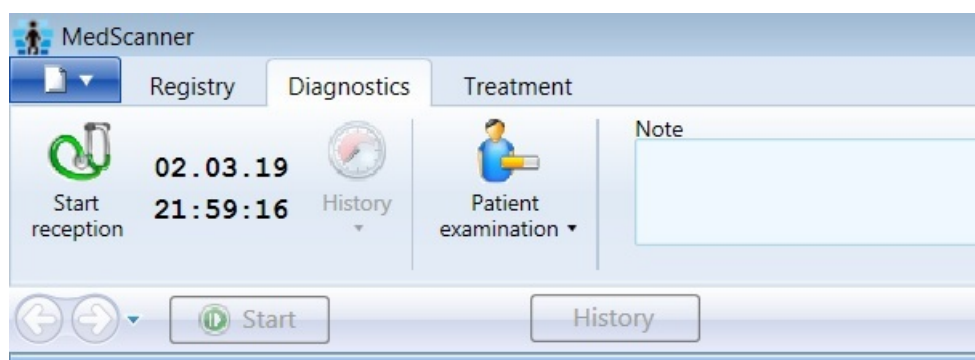 MedScanner
Registry Diagnostics Treatment
Start
reception
02.03.19
21:59:16
History
Patient
examination
Note
Start History